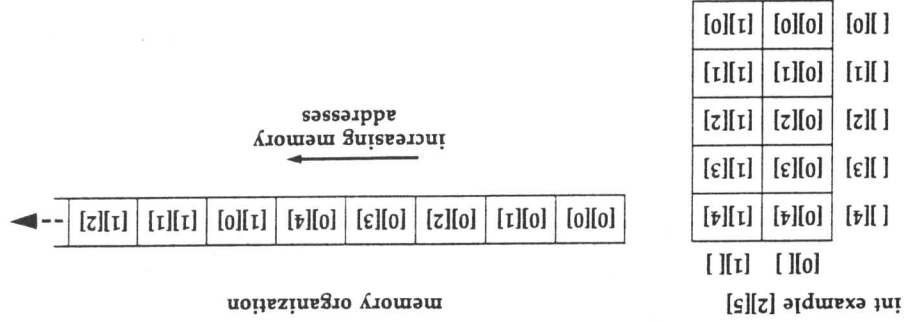 int example [2][5]
[0][ ] [1][ ]
[ ][4] [0][4] [1][4]
[ ][3] [0][3] [1][3]
[ ][2] [0][2] [1][2]
[ ][1] [0][1] [1][1]
[ ][0] [0][0] [1][0]
memory organization
[0][0] [0][1] [0][2] [0][3] [0][4] [1][0] [1][1] [1][2]
increasing memory
addresses